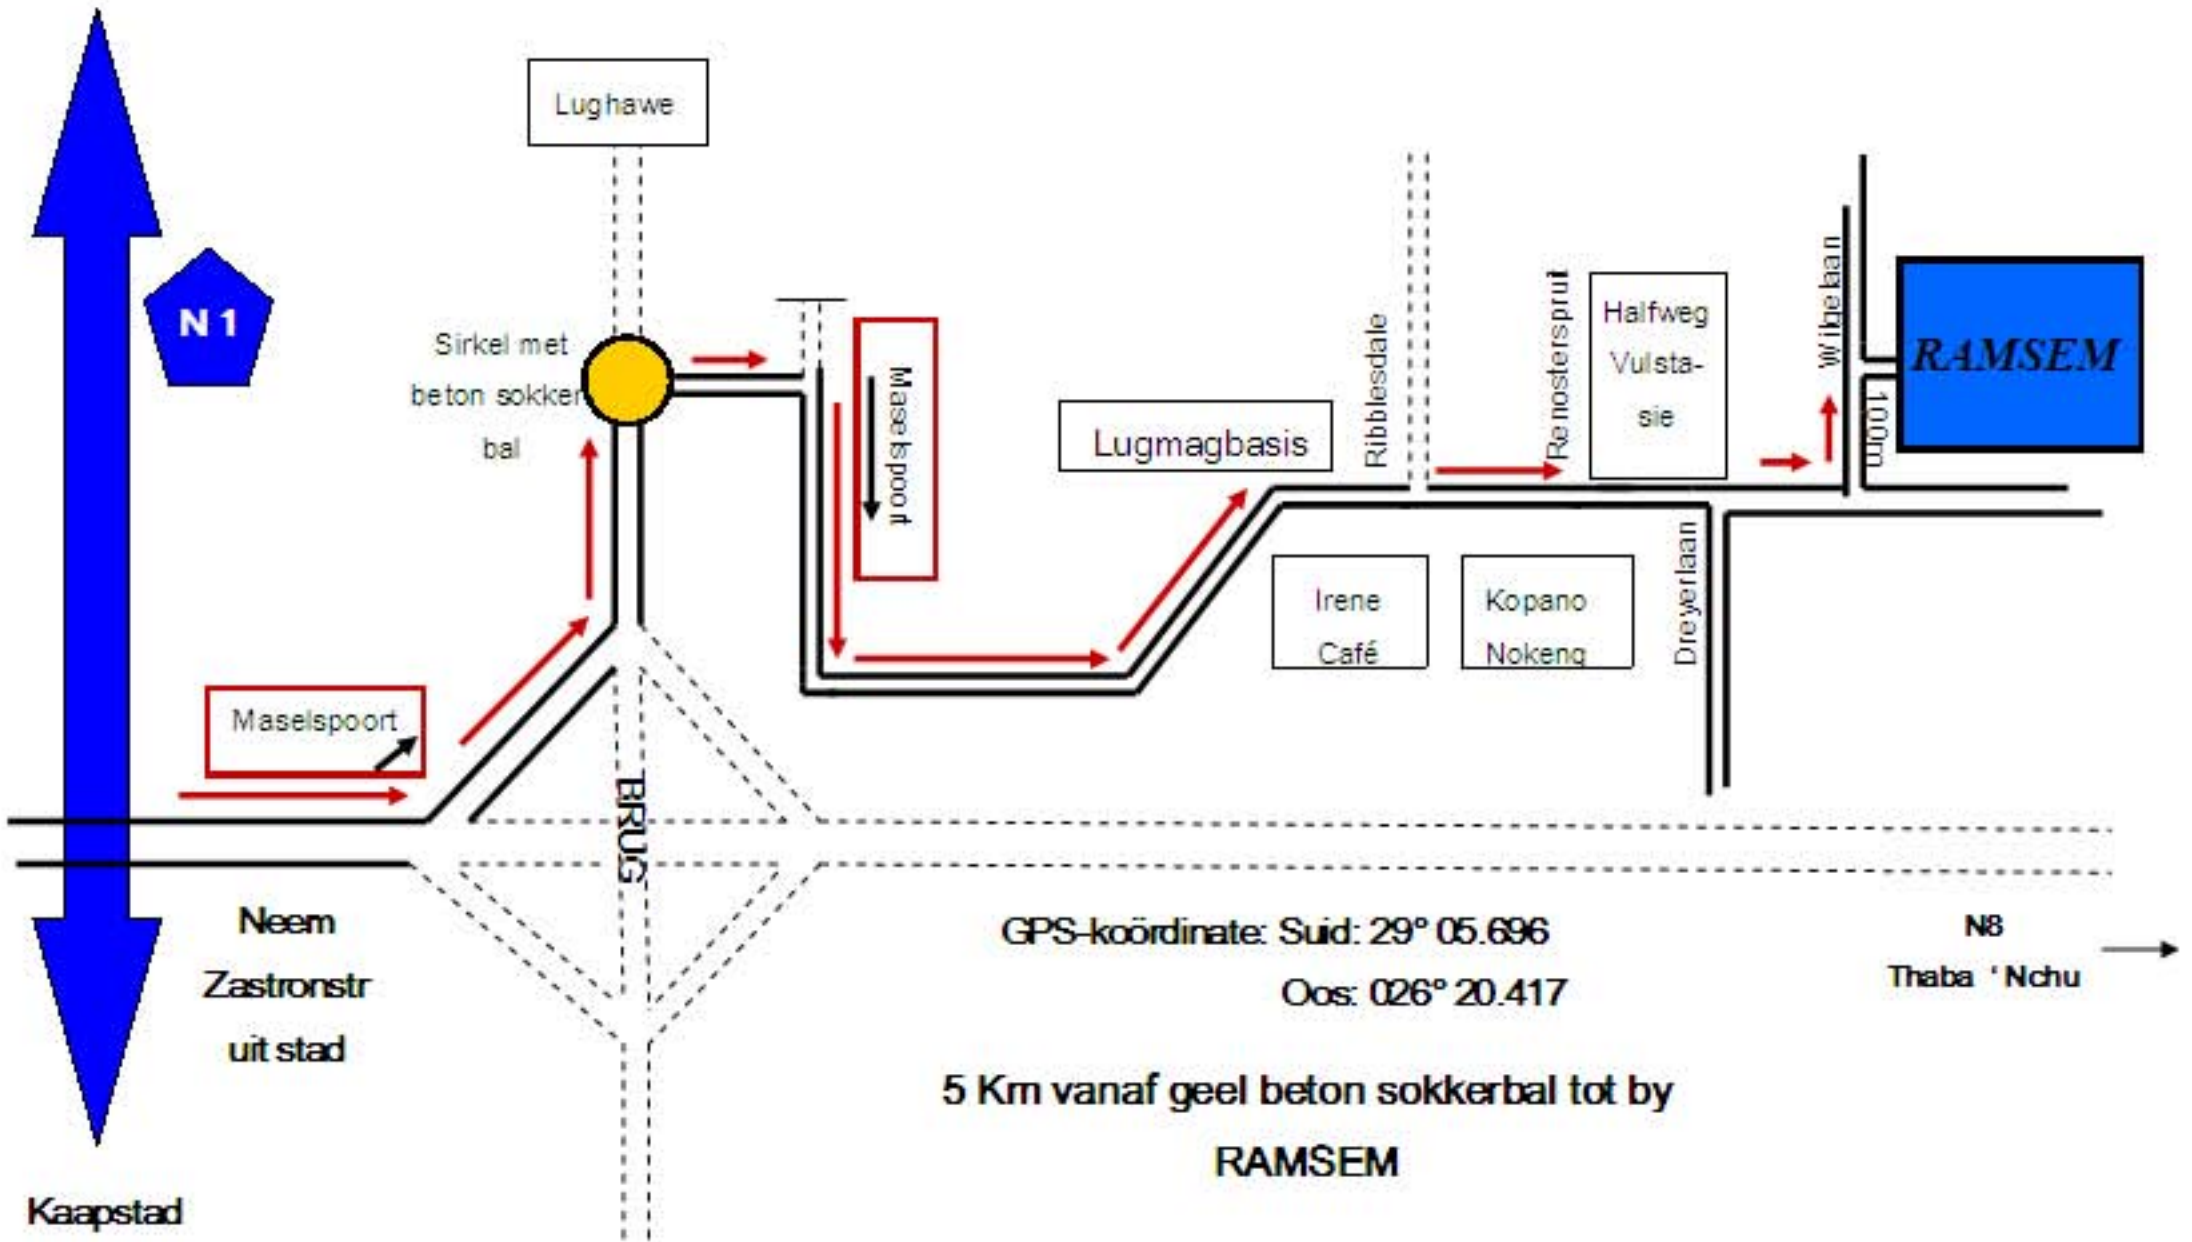 Lughawe
N 1
Sirkel met
beton sokker
bal
Maselspoort
Lugmagbasis
Ribblesdale
Renosterspruit
Halfweg
Vulsta-
sie
Wilgelaan
RAMSEM
100m
Maselspoort
Irene
Café
Kopano
Nokeng
Dreyerlaan
BRUG
Neem
Zastronstr
uit stad
GPS-koördinate: Suid: 29° 05.696
Oos: 026° 20.417
N8
Thaba ‘Nchu
5 Km vanaf geel beton sokkerbal tot by
RAMSEM
Kaapstad